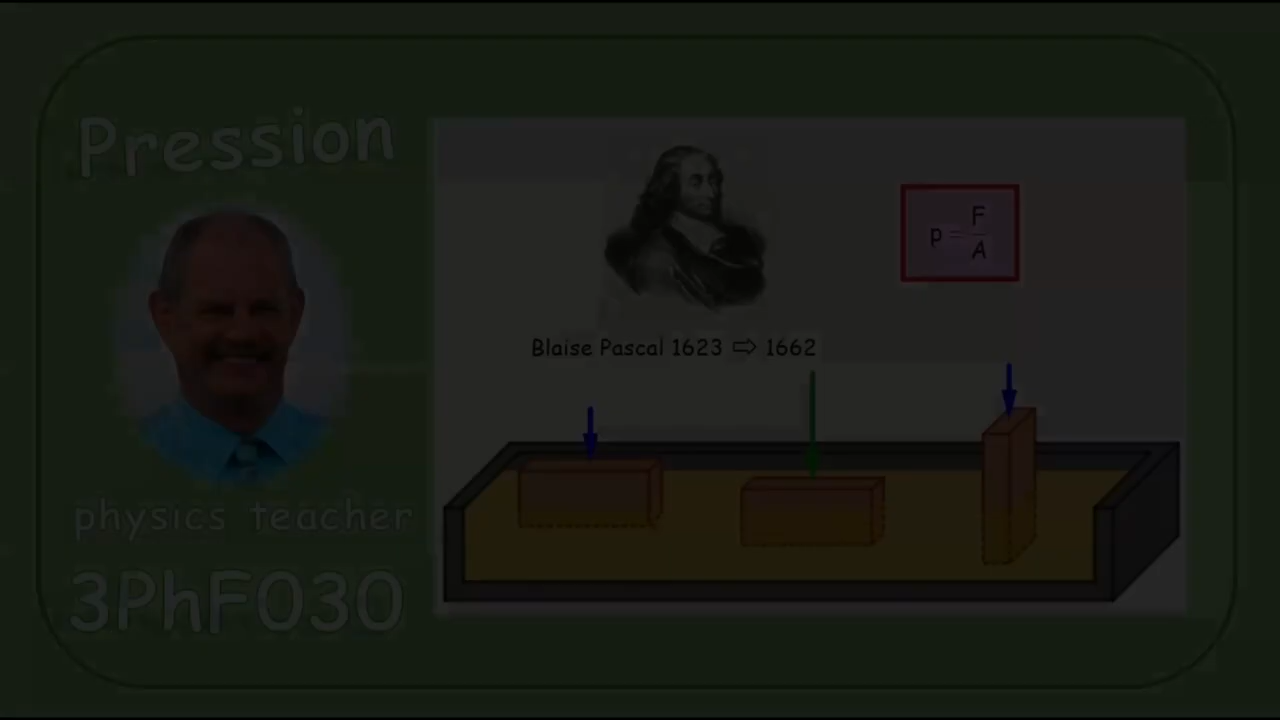 Pression
p = F
A
Blaise Pascal 1623 ⇨ 1662
physics teacher
3PhF030